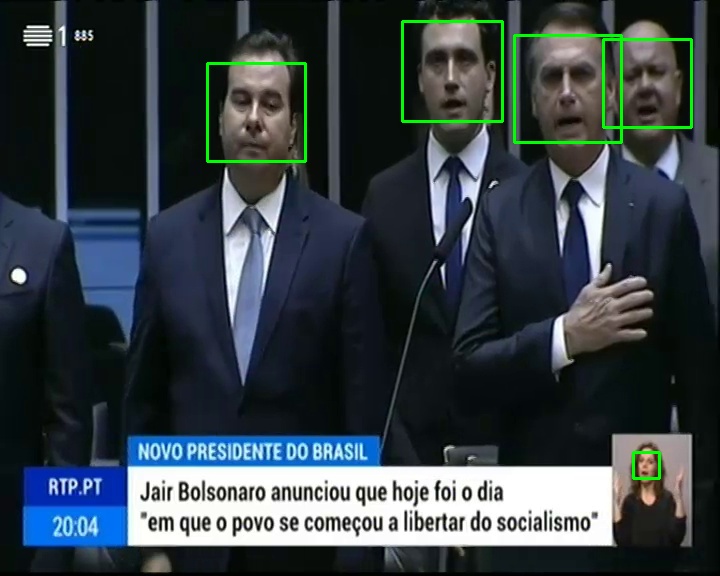 1 885
NOVO PRESIDENTE DO BRASIL
RTP.PT
Jair Bolsonaro anunciou que hoje foi o dia
20:04
"em que o povo se começou a libertar do socialismo"